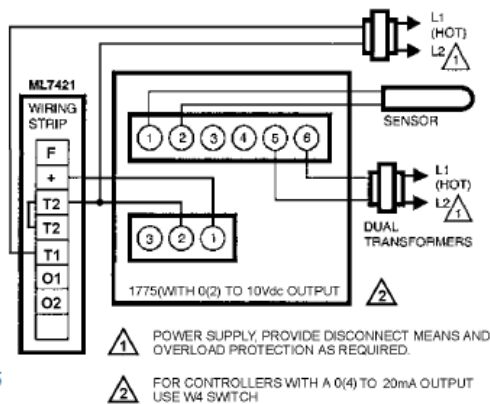 L1
(HOT)
L2 1
ML7421
WIRING
STRIP
F
+
T2
T2
T1
O1
O2
1 2 3 4 5 6
SENSOR
L1
(HOT)
L2 1
DUAL
TRANSFORMERS
3 2 1
1775(WITH 0(2) TO 10Vdc OUTPUT
2
1 POWER SUPPLY, PROVIDE DISCONNECT MEANS AND
OVERLOAD PROTECTION AS REQUIRED.
2 FOR CONTROLLERS WITH A 0(4) TO 20mA OUTPUT
USE W4 SWITCH